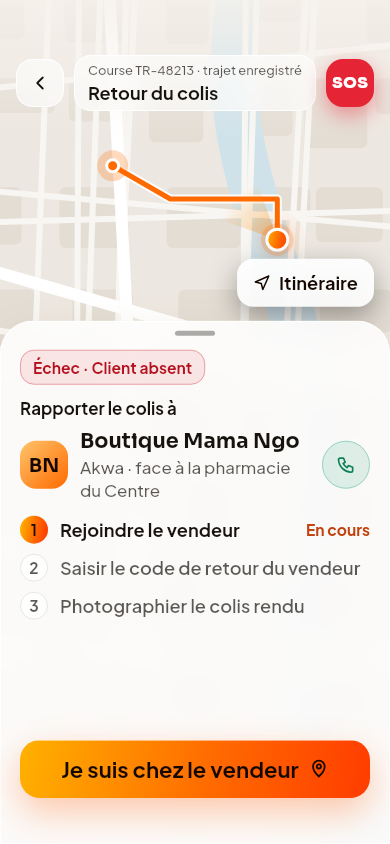 Course TR-48213 · trajet enregistré
Retour du colis
SOS
Itinéraire
Échec · Client absent
Rapporter le colis à
BN
Boutique Mama Ngo
Akwa · face à la pharmacie
du Centre
1 Rejoindre le vendeur En cours
2 Saisir le code de retour du vendeur
3 Photographier le colis rendu
Je suis chez le vendeur